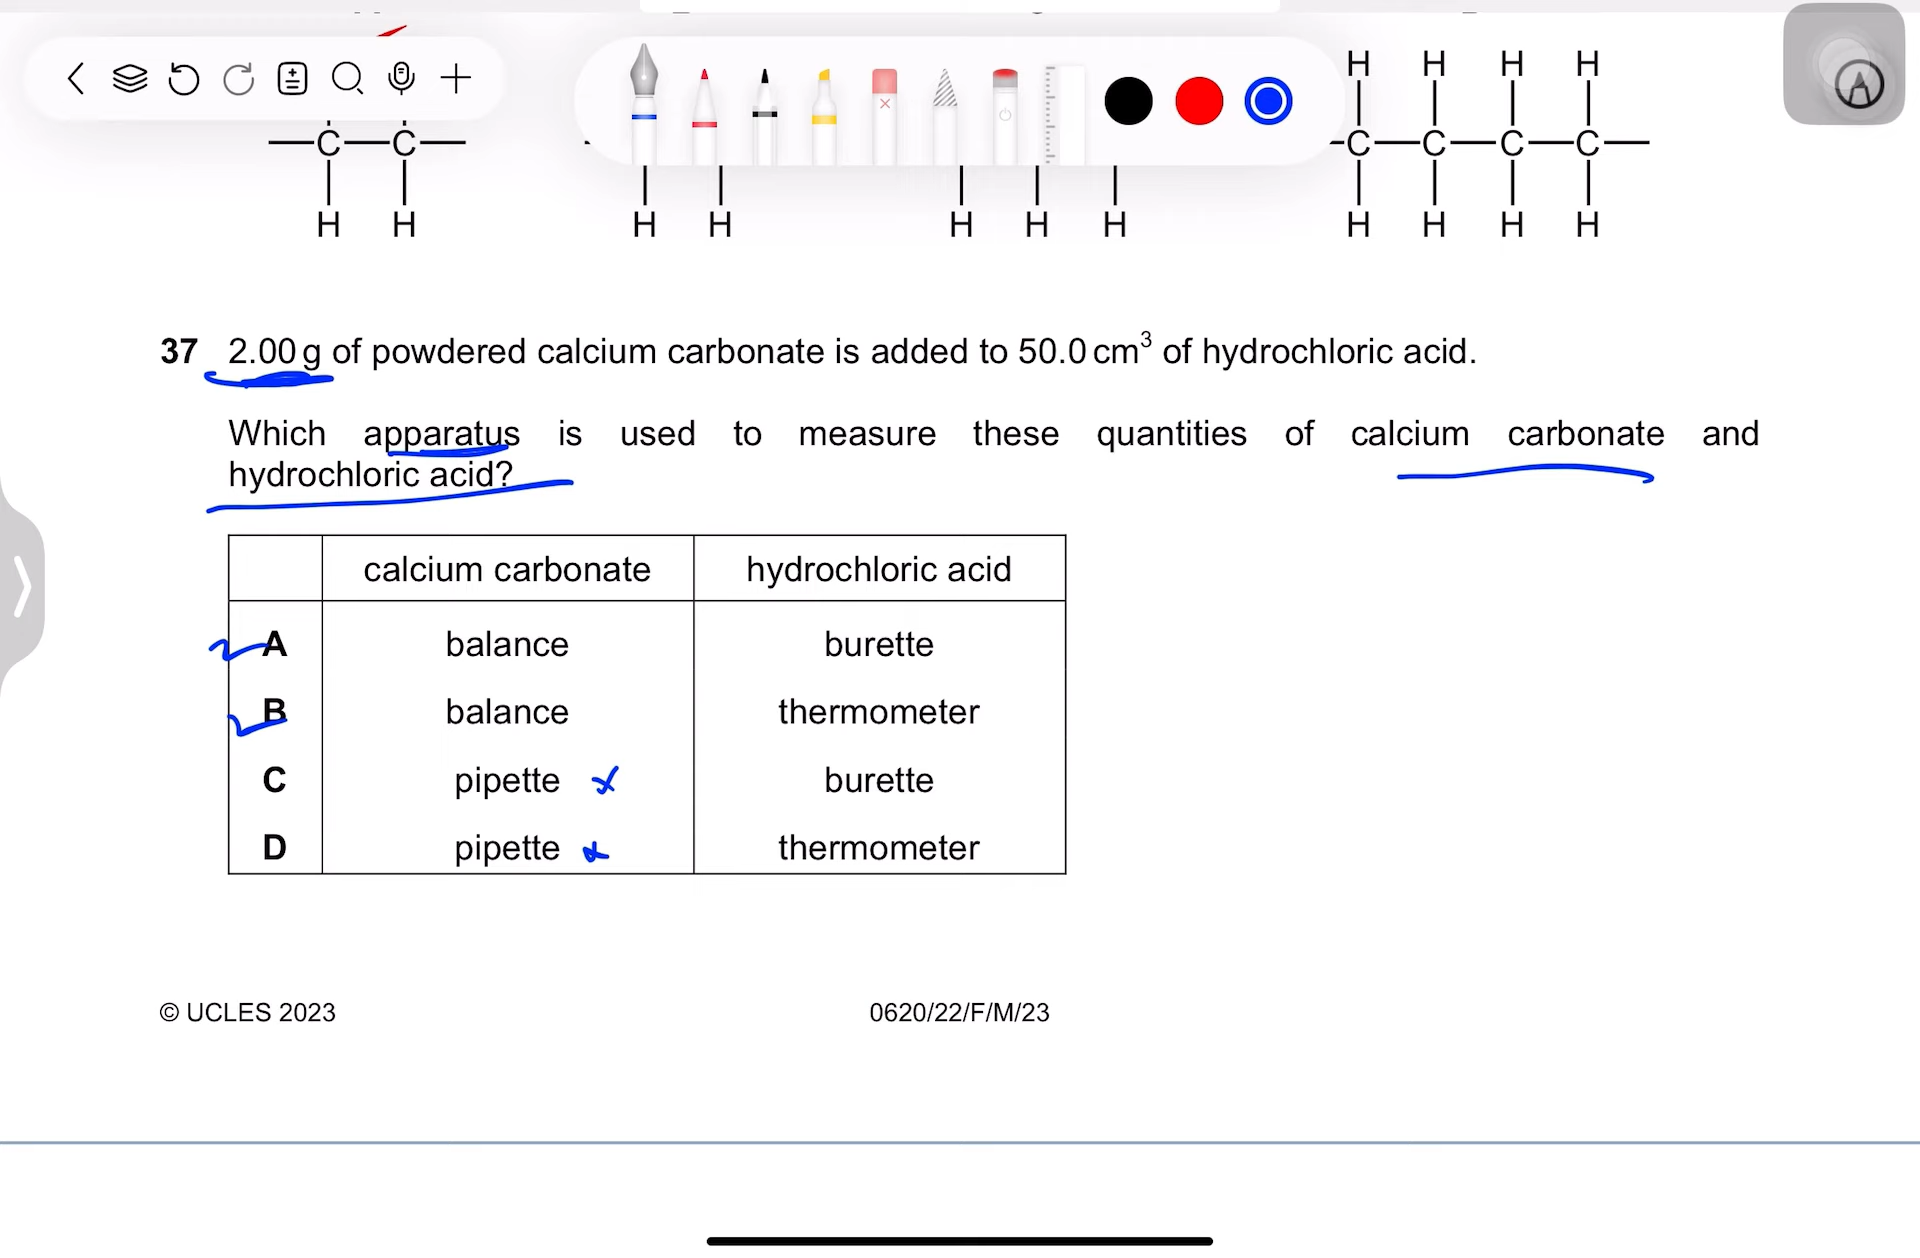 H H H H
C C C C C C
H H H H H H H H H H H
37 2.00 g of powdered calcium carbonate is added to 50.0 cm³ of hydrochloric acid.
Which apparatus is used to measure these quantities of calcium carbonate and
hydrochloric acid?
calcium carbonate hydrochloric acid
A balance burette
B balance thermometer
C pipette burette
D pipette thermometer
© UCLES 2023 0620/22/F/M/23